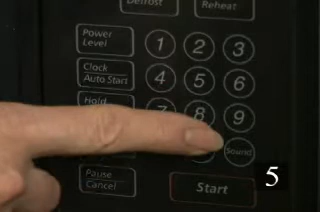 Defrost
Reheat
Power Level
1 2 3
Clock Auto Start
4 5 6
Hold
7 8 9
Sound
Pause Cancel
Start
5